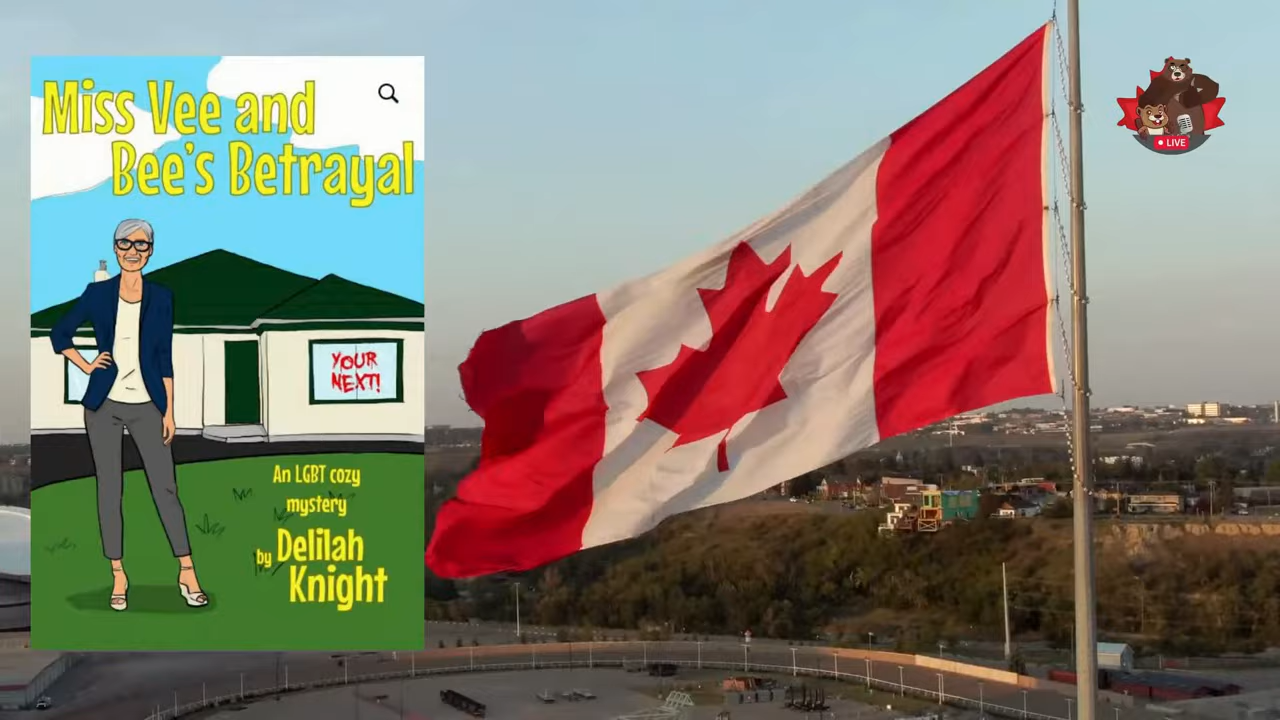 Miss Vee and
Bee's Betrayal
YOUR
NEXT!
An LGBT cozy
mystery
by Delilah
Knight
LIVE